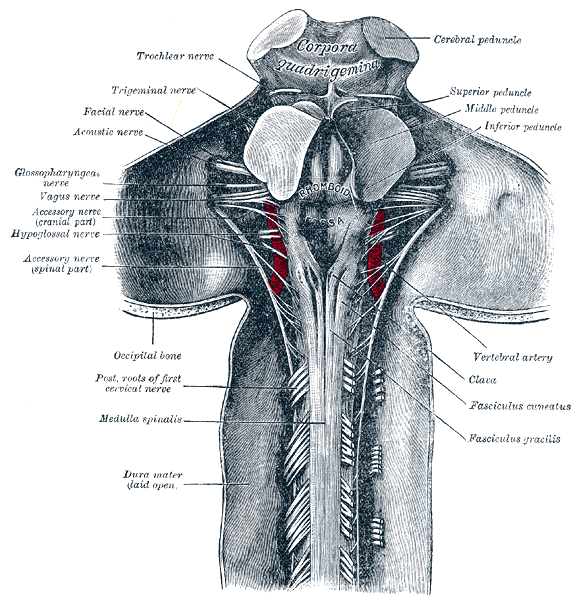 Corpora
quadrigemina
Trochlear nerve
Trigeminal nerve
Facial nerve
Acoustic nerve
Glossopharyngea
nerve
Vagus nerve
Accessory nerve
(cranial part)
Hypoglossal nerve
Accessory nerve
(spinal part)
Occipital bone
Post. roots of first
cervical nerve
Medulla spinalis
Dura mater
(laid open.
Cerebral peduncle
Superior peduncle
Middle peduncle
Inferior peduncle
RHOMBOID
FOSSA
Vertebral artery
Clava
Fasciculus cuneatus
Fasciculus gracilis